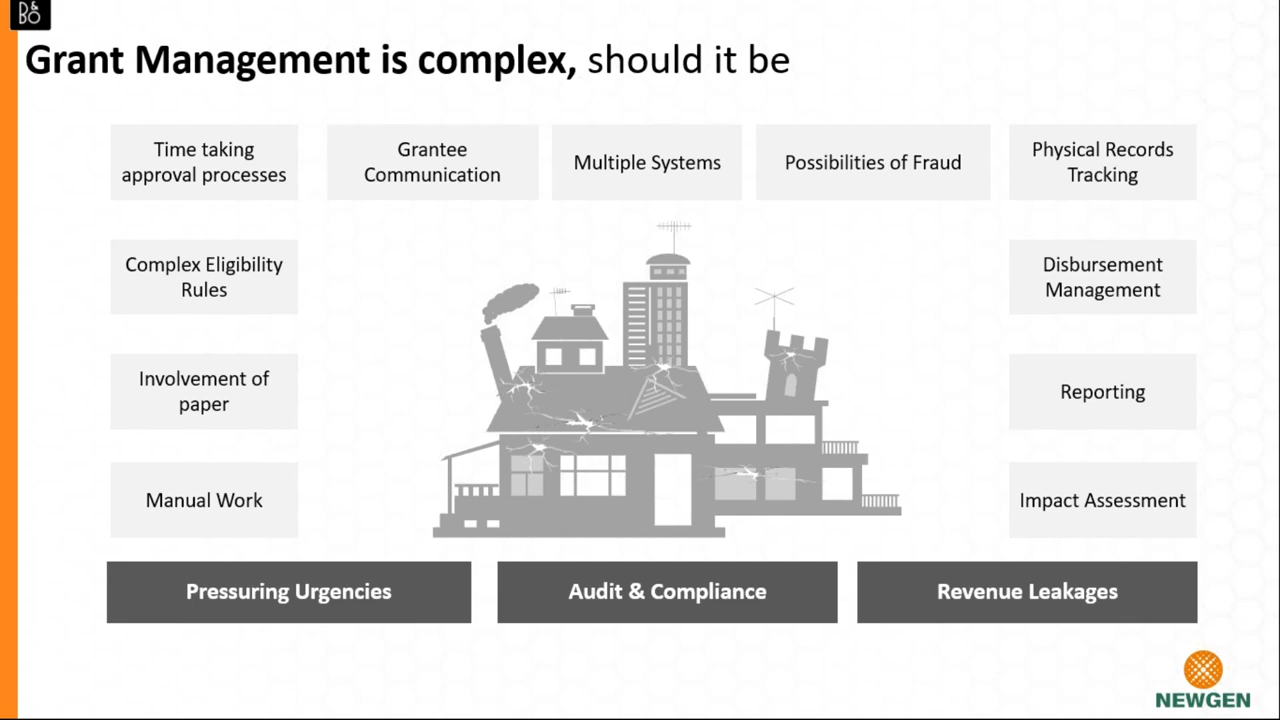 B&O
Grant Management is complex, should it be
Time taking
approval processes
Grantee
Communication
Multiple Systems
Possibilities of Fraud
Physical Records
Tracking
Complex Eligibility
Rules
Disbursement
Management
Involvement of
paper
Reporting
Manual Work
Impact Assessment
Pressuring Urgencies
Audit & Compliance
Revenue Leakages
NEWGEN